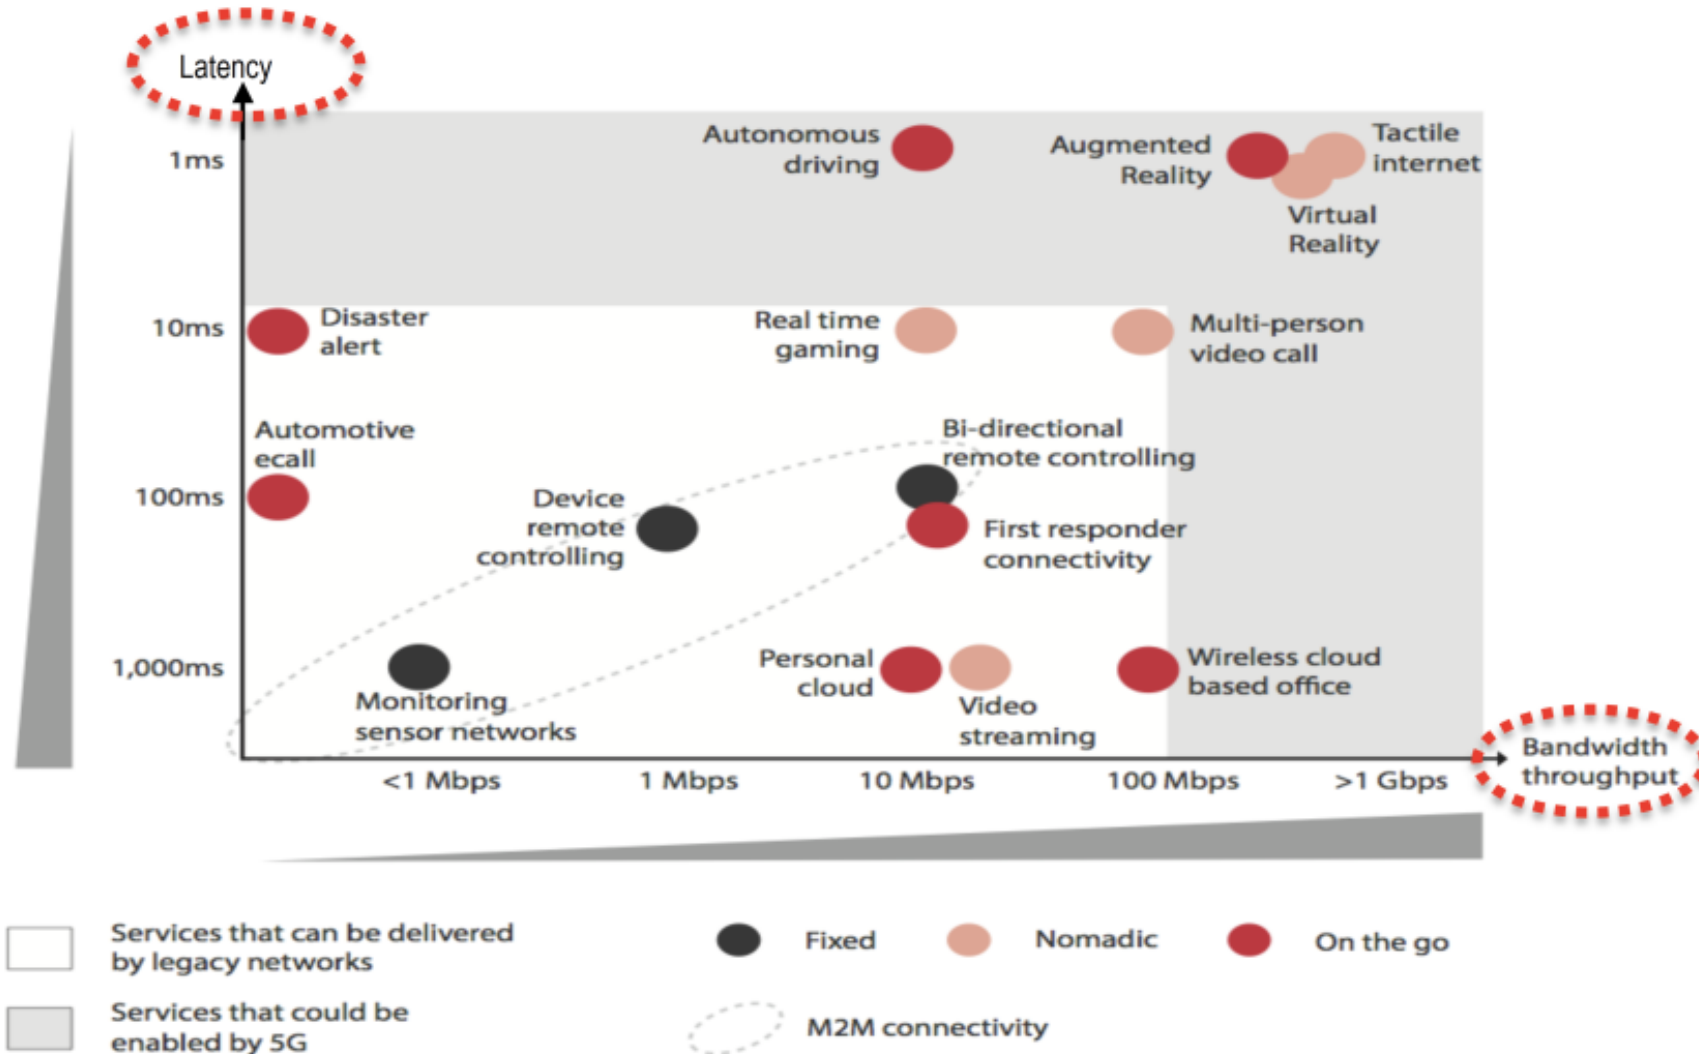 Latency
1ms
Autonomous
driving
Augmented
Reality
Tactile
internet
Virtual
Reality
10ms
Disaster
alert
Real time
gaming
Multi-person
video call
Automotive
ecall
Bi-directional
remote controlling
100ms
Device
remote
controlling
First responder
connectivity
1,000ms
Monitoring
sensor networks
Personal
cloud
Video
streaming
Wireless cloud
based office
<1 Mbps
1 Mbps
10 Mbps
100 Mbps
>1 Gbps
Bandwidth
throughput
Services that can be delivered
by legacy networks
Fixed
Nomadic
On the go
Services that could be
enabled by 5G
M2M connectivity